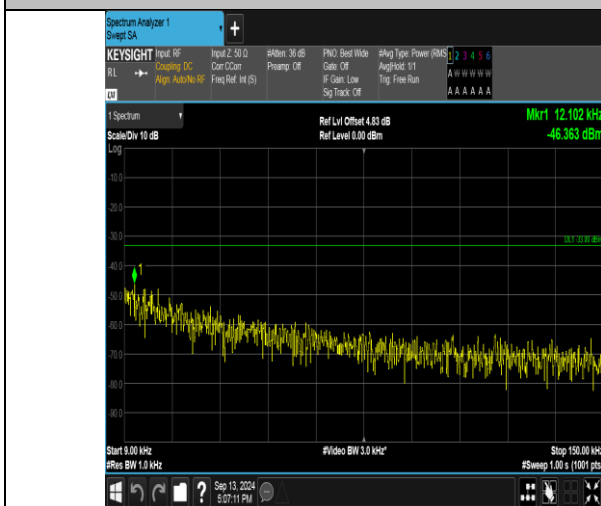 Spectrum Analyzer 1
Swept SA
+
KEYSIGHT
RL
LXI
Input: RF
Coupling: DC
Align: Auto/No RF
Input Z: 50 Ω
Corr CCorr
Freq Ref: Int (S)
#Atten: 36 dB
Preamp: Off
PNO: Best Wide
Gate: Off
IF Gain: Low
Sig Track: Off
#Avg Type: Power (RMS
Avg|Hold: 1/1
Trig: Free Run
1 2 3 4 5 6
A W W W W W
A A A A A A
1 Spectrum
Scale/Div 10 dB
Log
Ref Lvl Offset 4.83 dB
Ref Level 0.00 dBm
Mkr1 12.102 kHz
-46.363 dBm
-10.0
-20.0
-30.0
-40.0
-50.0
-60.0
-70.0
-80.0
-90.0
DL1 -33.00 dBm
1
Start 9.00 kHz
#Res BW 1.0 kHz
#Video BW 3.0 kHz*
Stop 150.00 kHz
#Sweep 1.00 s (1001 pts
?
Sep 13, 2024
5:07:11 PM